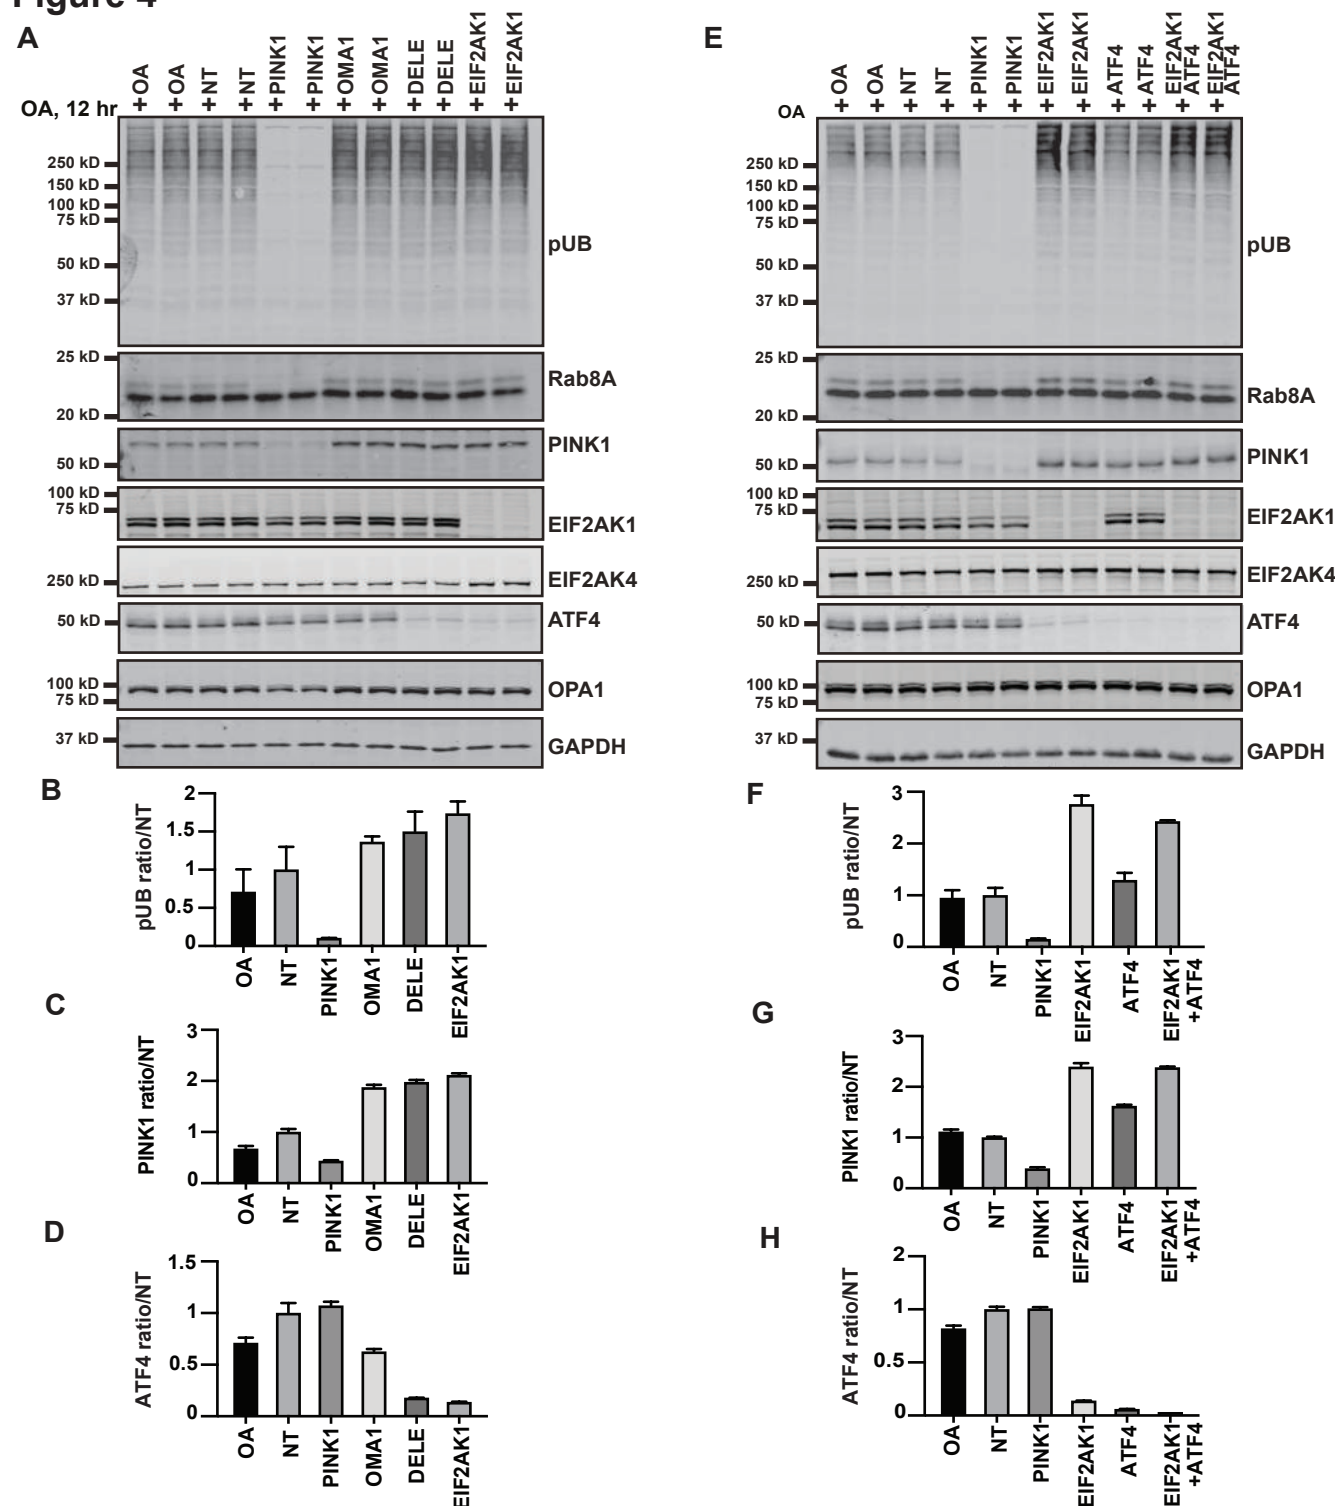 Figure 4
A
+OA
+OA
+NT
+NT
+PINK1
+PINK1
+OMA1
+OMA1
+DELE
+DELE
+EIF2AK1
+EIF2AK1
OA, 12 hr
250 kD
150 kD
100 kD
75 kD
50 kD
37 kD
pUB
25 kD
20 kD
Rab8A
50 kD
PINK1
100 kD
75 kD
EIF2AK1
250 kD
EIF2AK4
50 kD
ATF4
100 kD
75 kD
OPA1
37 kD
GAPDH
B
pUB ratio/NT
2
1.5
1
0.5
0
OA
NT
PINK1
OMA1
DELE
EIF2AK1
C
PINK1 ratio/NT
3
2
1
0
OA
NT
PINK1
OMA1
DELE
EIF2AK1
D
ATF4 ratio/NT
1.5
1
0.5
0
OA
NT
PINK1
OMA1
DELE
EIF2AK1
E
+OA
+OA
+NT
+NT
+PINK1
+PINK1
+EIF2AK1
+EIF2AK1
+ATF4
+ATF4
EIF2AK1
+ATF4
+EIF2AK1
ATF4
OA
250 kD
150 kD
100 kD
75 kD
50 kD
37 kD
pUB
25 kD
20 kD
Rab8A
50 kD
PINK1
100 kD
75 kD
EIF2AK1
250 kD
EIF2AK4
50 kD
ATF4
100 kD
75 kD
OPA1
37 kD
GAPDH
F
pUB ratio/NT
3
2
1
0
OA
NT
PINK1
EIF2AK1
ATF4
EIF2AK1
+ATF4
G
PINK1 ratio/NT
3
2
1
0
OA
NT
PINK1
EIF2AK1
ATF4
EIF2AK1
+ATF4
H
ATF4 ratio/NT
2
1
0.5
0
OA
NT
PINK1
EIF2AK1
ATF4
EIF2AK1
+ATF4